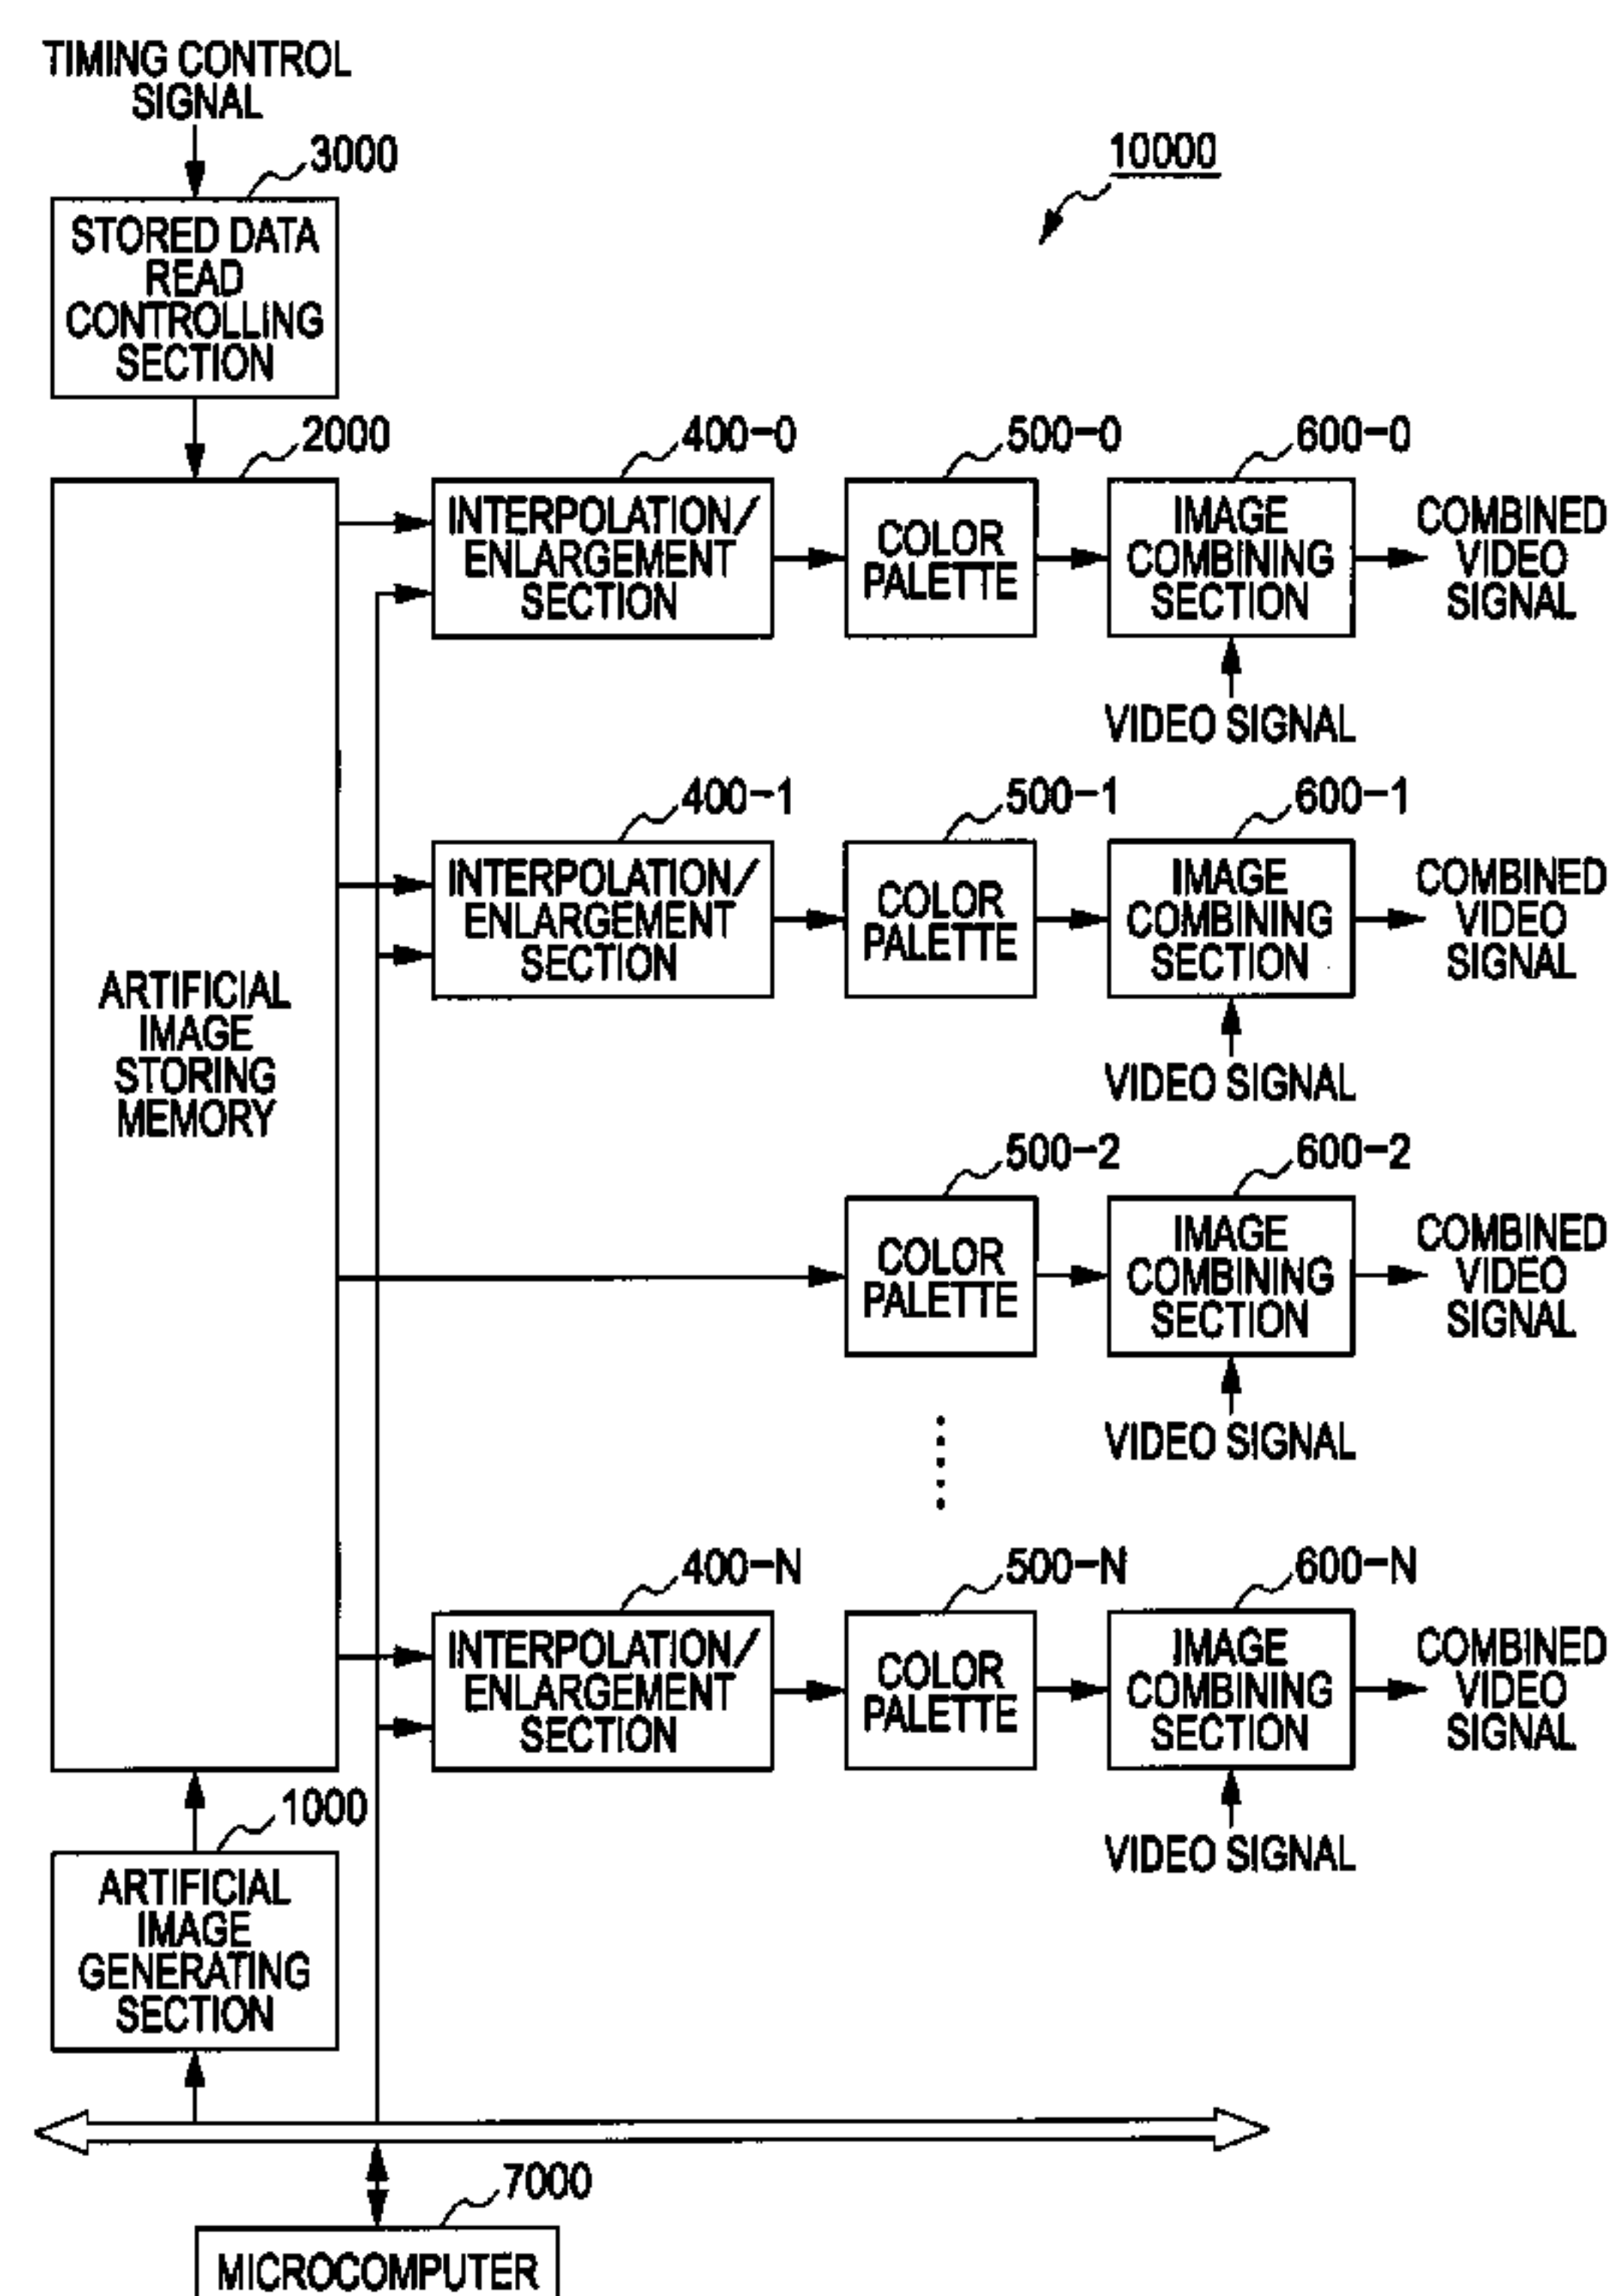 TIMING CONTROL
SIGNAL
3000
10000
STORED DATA
READ
CONTROLLING
SECTION
2000
400-0
500-0
600-0
INTERPOLATION/
ENLARGEMENT
SECTION
COLOR
PALETTE
IMAGE
COMBINING
SECTION
COMBINED
VIDEO
SIGNAL
VIDEO SIGNAL
400-1
500-1
600-1
INTERPOLATION/
ENLARGEMENT
SECTION
COLOR
PALETTE
IMAGE
COMBINING
SECTION
COMBINED
VIDEO
SIGNAL
VIDEO SIGNAL
ARTIFICIAL
IMAGE
STORING
MEMORY
500-2
600-2
COLOR
PALETTE
IMAGE
COMBINING
SECTION
COMBINED
VIDEO
SIGNAL
VIDEO SIGNAL
400-N
500-N
600-N
INTERPOLATION/
ENLARGEMENT
SECTION
COLOR
PALETTE
IMAGE
COMBINING
SECTION
COMBINED
VIDEO
SIGNAL
VIDEO SIGNAL
1000
ARTIFICIAL
IMAGE
GENERATING
SECTION
7000
MICROCOMPUTER